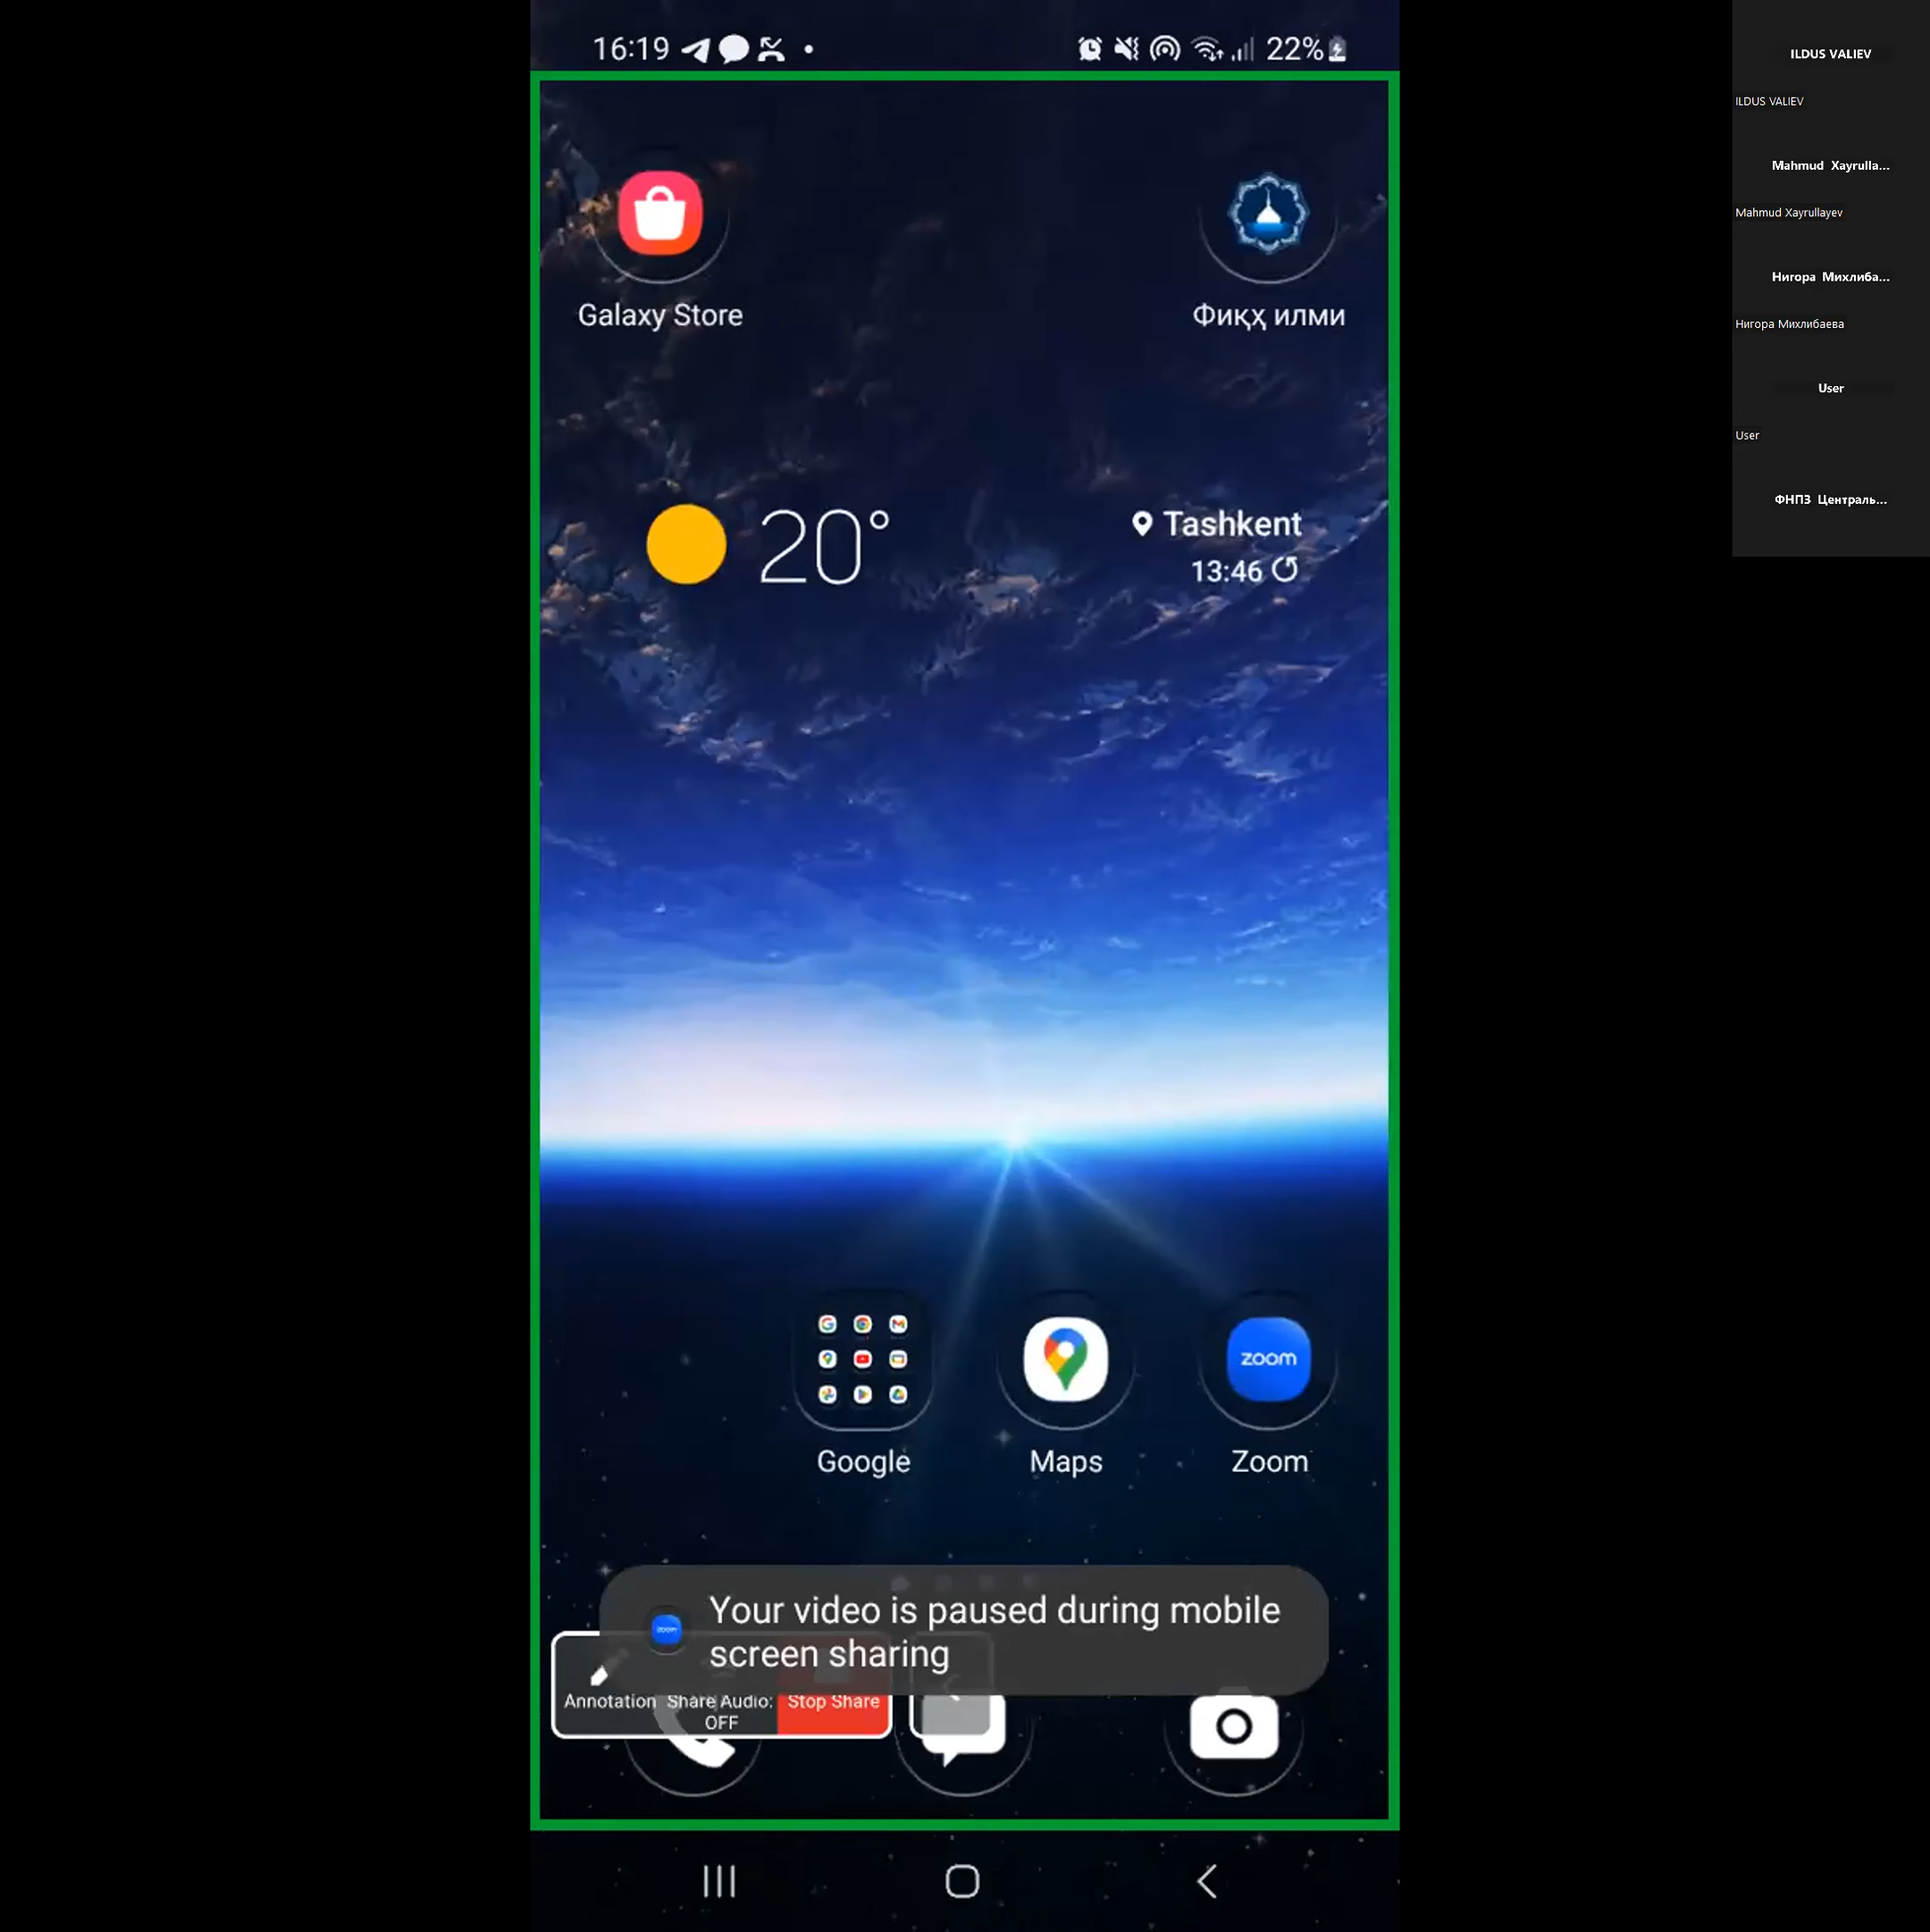 16:19
22%
Galaxy Store
Фиқҳ илми
20°
Tashkent
13:46
zoom
Google
Maps
Zoom
zoom
Your video is paused during mobile
screen sharing
Annotation
Share Audio:
OFF
Stop Share
ILDUS VALIEV
ILDUS VALIEV
Mahmud Xayrulla...
Mahmud Xayrullayev
Нигора Михлиба...
Нигора Михлибаева
User
User
ФНПЗ Централь...